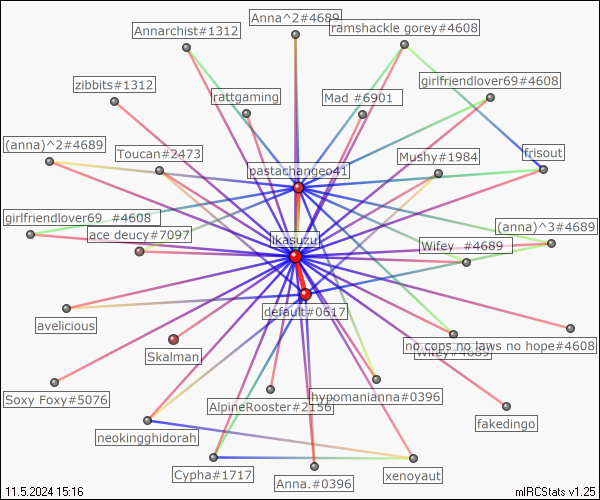 Anna^2#4689
Annarchist#1312
ramshackle gorey#4608
zibbits#1312
girlfriendlover69#4608
rattgaming
Mad #6901
(anna)^2#4689
Toucan#2473
Mushy#1984
frisout
pastachangeo41
girlfriendlover69_#4608
(anna)^3#4689
ace deucy#7097
Ikasuzu
Wifey_#4689
default#0617
avelicious
no cops no laws no hope#4608
Wifey#4689
Skalman
Soxy Foxy#5076
hypomanianna#0396
AlpineRooster#2156
fakedingo
neokingghidorah
Cypha#1717
xenoyaut
Anna.#0396
11.5.2024 15:16
mIRCStats v1.25